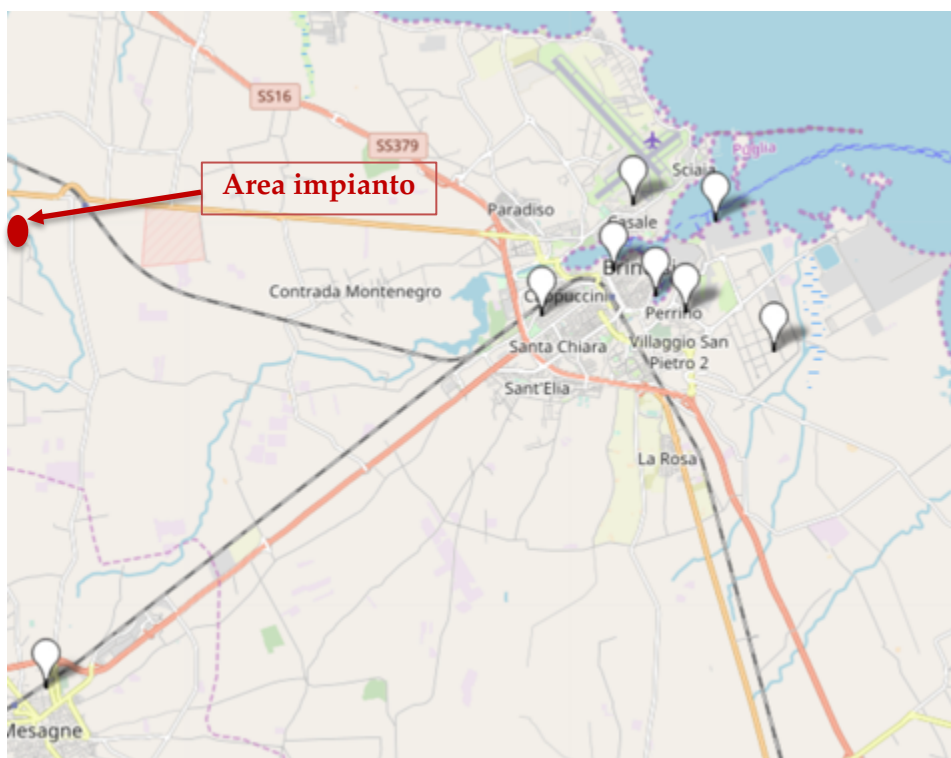 SS16
SS379
Puglia
Area impianto
Sciaia
Paradiso
Casale
Contrada Montenegro
Cappuccini
Perrino
Santa Chiara
Villaggio San
Pietro 2
Sant'Elia
La Rosa
Mesagne